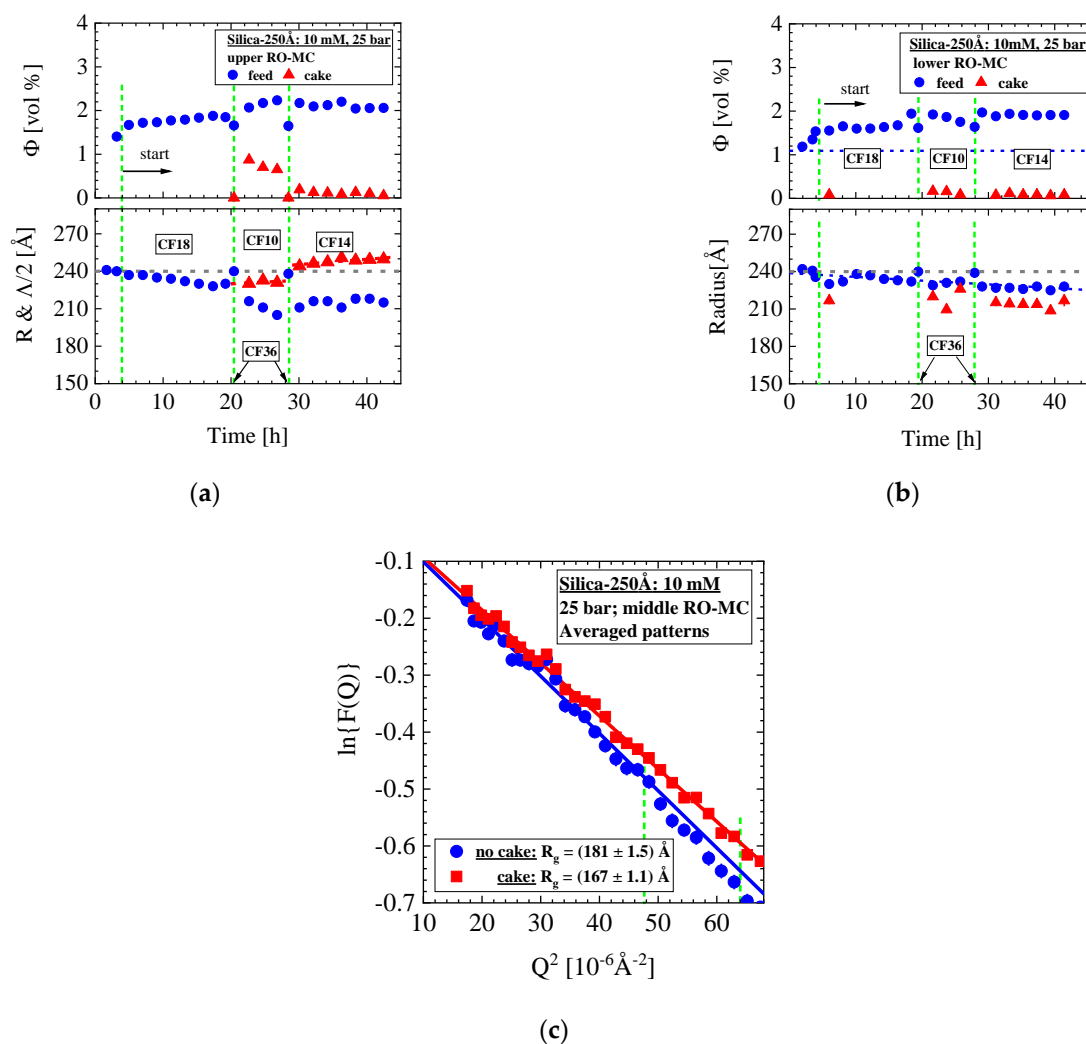 Silica-250Å: 10 mM, 25 bar
upper RO-MC
feed cake
Φ [vol %]
4
3
2
1
0
start
R & Λ/2 [Å]
270
240
210
180
150
CF18
CF10
CF14
CF36
0 10 20 30 40
Time [h]
(a)
Silica-250Å: 10mM, 25 bar
lower RO-MC
feed cake
Φ [vol %]
4
3
2
1
0
start
CF18
CF10
CF14
Radius[Å]
270
240
210
180
150
CF36
0 10 20 30 40
Time [h]
(b)
Silica-250Å: 10 mM
25 bar; middle RO-MC
Averaged patterns
ln{F(Q)}
-0.1
-0.2
-0.3
-0.4
-0.5
-0.6
-0.7
no cake: R_g = (181 ± 1.5) Å
cake: R_g = (167 ± 1.1) Å
10 20 30 40 50 60
Q² [10⁻⁶Å⁻²]
(c)